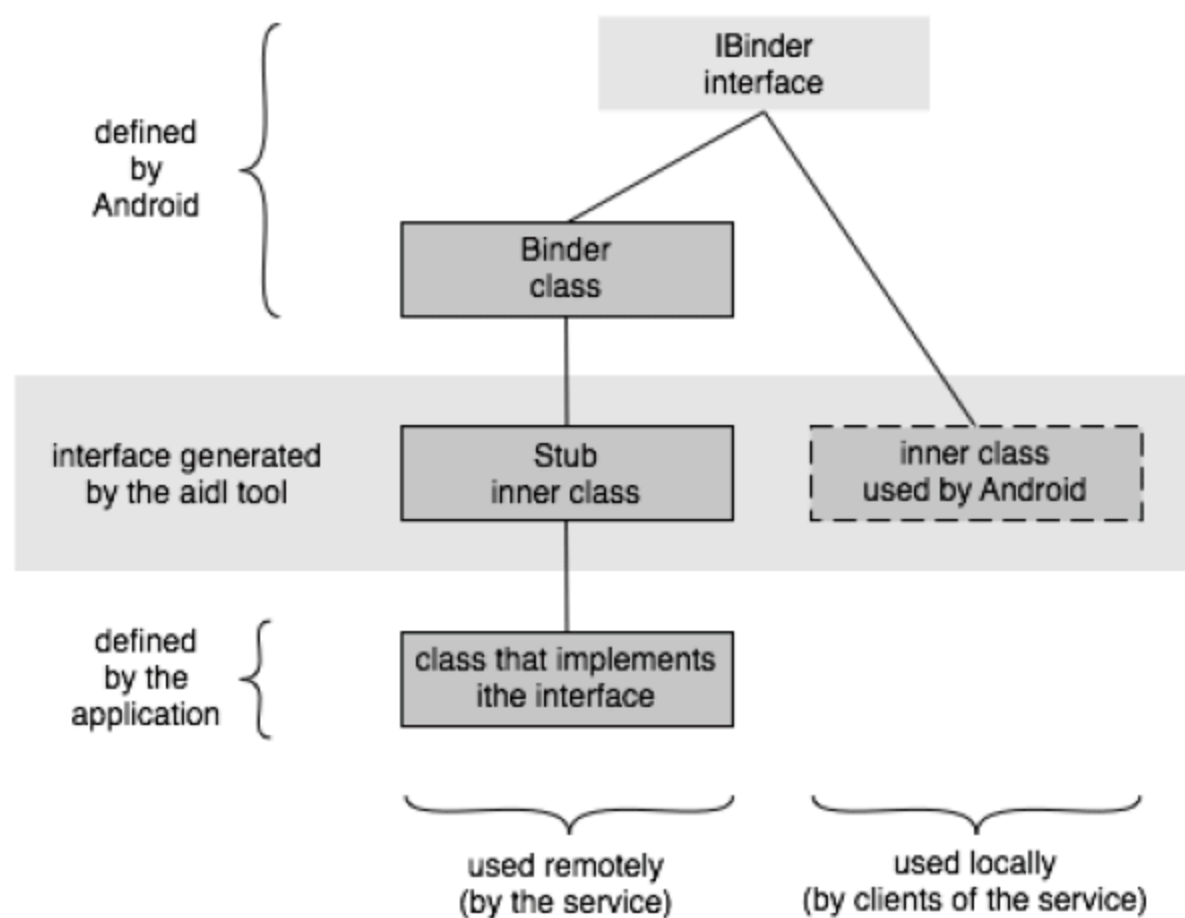 IBinder
interface
defined
by
Android
Binder
class
interface generated
by the aidl tool
Stub
inner class
inner class
used by Android
defined
by the
application
class that implements
ithe interface
used remotely
(by the service)
used locally
(by clients of the service)